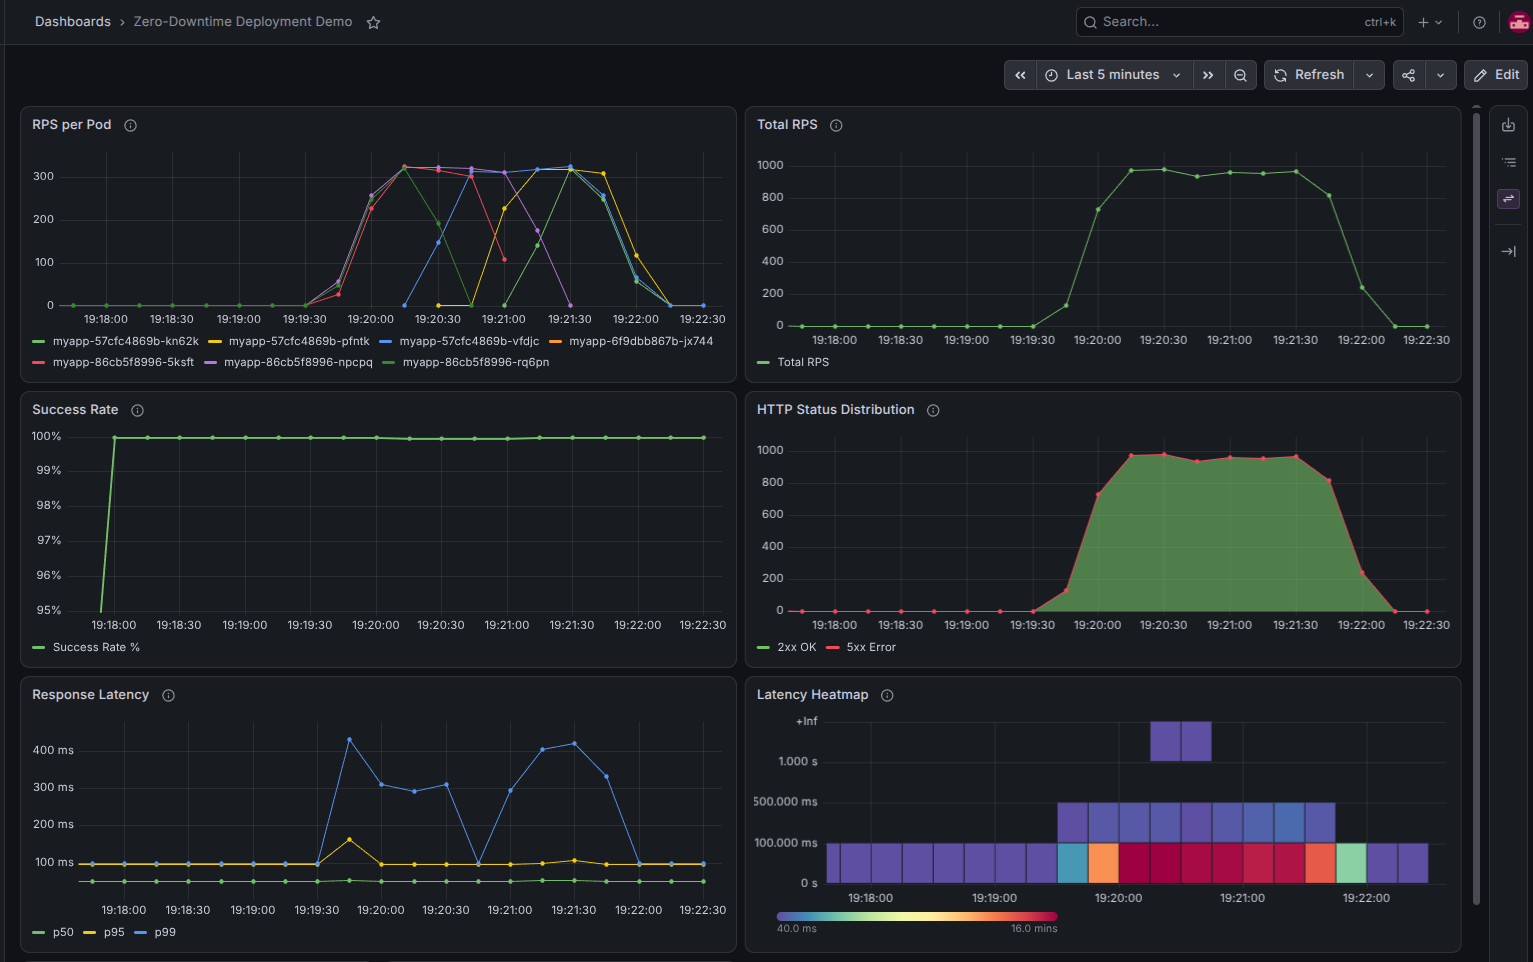 Dashboards › Zero-Downtime Deployment Demo
Search... ctrl+k
Last 5 minutes Refresh Edit
RPS per Pod
300
200
100
0
19:18:00 19:18:30 19:19:00 19:19:30 19:20:00 19:20:30 19:21:00 19:21:30 19:22:00 19:22:30
myapp-57cfc4869b-kn62k myapp-57cfc4869b-pfntk myapp-57cfc4869b-vfdjc myapp-6f9dbb867b-jx744
myapp-86cb5f8996-5ksft myapp-86cb5f8996-npcpq myapp-86cb5f8996-rq6pn
Total RPS
1000
800
600
400
200
0
19:18:00 19:18:30 19:19:00 19:19:30 19:20:00 19:20:30 19:21:00 19:21:30 19:22:00 19:22:30
Total RPS
Success Rate
100%
99%
98%
97%
96%
95%
19:18:00 19:18:30 19:19:00 19:19:30 19:20:00 19:20:30 19:21:00 19:21:30 19:22:00 19:22:30
Success Rate %
HTTP Status Distribution
1000
800
600
400
200
0
19:18:00 19:18:30 19:19:00 19:19:30 19:20:00 19:20:30 19:21:00 19:21:30 19:22:00 19:22:30
2xx OK 5xx Error
Response Latency
400 ms
300 ms
200 ms
100 ms
19:18:00 19:18:30 19:19:00 19:19:30 19:20:00 19:20:30 19:21:00 19:21:30 19:22:00 19:22:30
p50 p95 p99
Latency Heatmap
+Inf
1.000 s
500.000 ms
100.000 ms
0 s
19:18:00 19:19:00 19:20:00 19:21:00 19:22:00
40.0 ms 16.0 mins